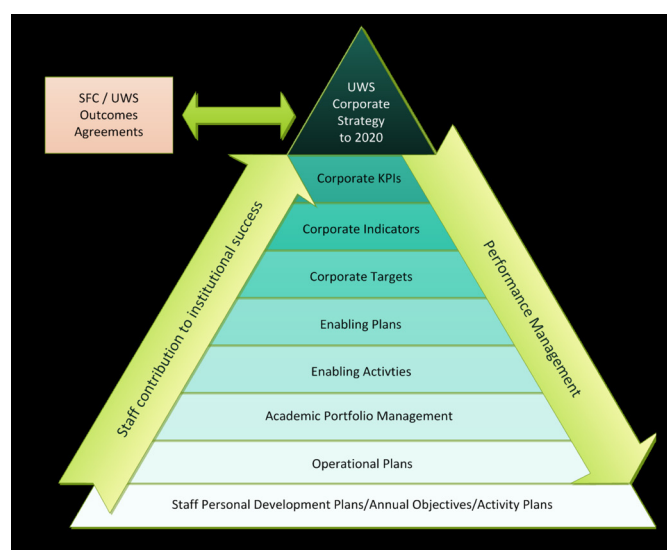 SFC / UWS
Outcomes
Agreements
UWS
Corporate
Strategy
to 2020
Corporate KPIs
Corporate Indicators
Corporate Targets
Enabling Plans
Enabling Activties
Academic Portfolio Management
Operational Plans
Staff Personal Development Plans/Annual Objectives/Activity Plans
Staff contribution to institutional success
Performance Management